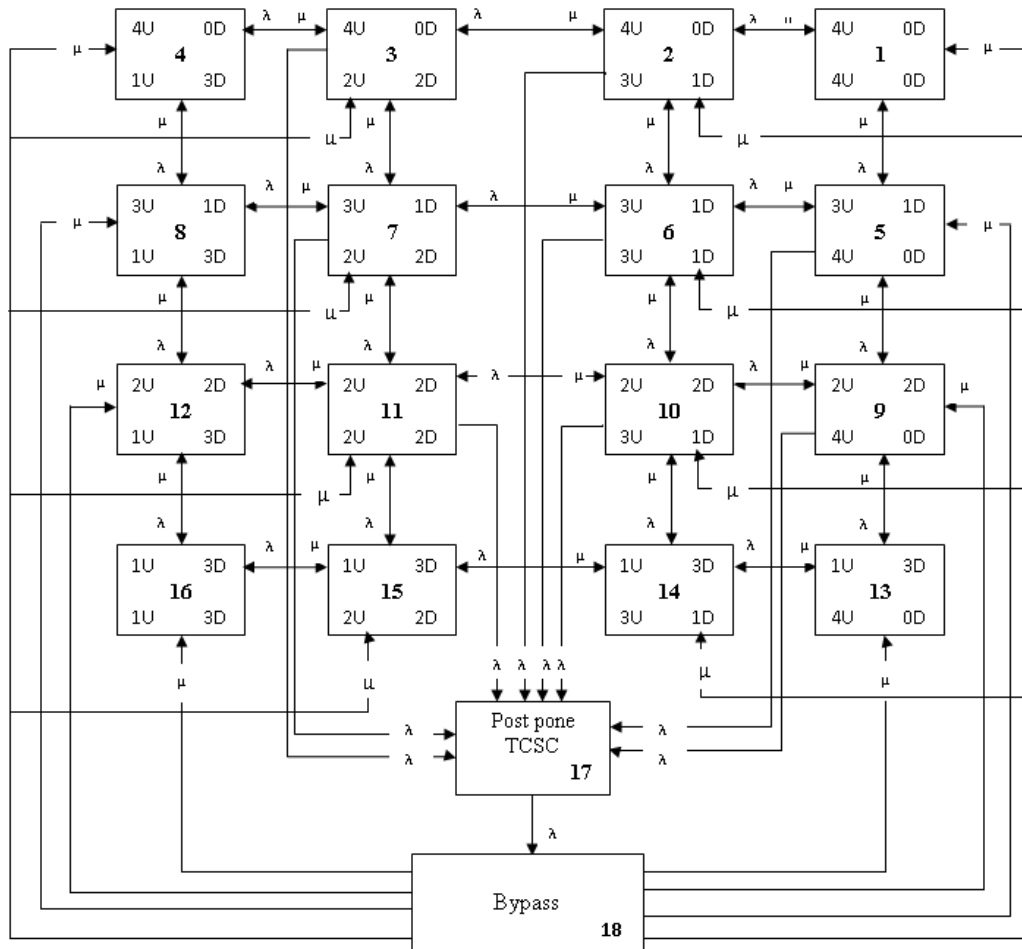 4U 0D λ μ 4U 0D λ μ 4U 0D λ 4U 0D
μ 4 3 2 1 μ
1U 3D 2U 2D 3U 1D 4U 0D
μ μ μ μ
μ μ
λ λ λ λ
3U 1D λ μ 3U 1D λ μ 3U 1D λ μ 3U 1D
μ 8 7 6 5 μ
1U 3D 2U 2D 3U 1D 4U 0D
μ μ μ μ
μ μ
λ λ λ λ
2U 2D λ μ 2U 2D λ μ 2U 2D λ μ 2U 2D
μ 12 11 10 9 μ
1U 3D 2U 2D 3U 1D 4U 0D
μ μ μ μ
μ μ
λ λ λ λ
1U 3D λ μ 1U 3D λ μ 1U 3D λ μ 1U 3D
16 15 14 13
1U 3D 2U 2D 3U 1D 4U 0D
λ λ λ λ
μ μ μ μ
Post pone
TCSC
17
λ λ
λ λ
λ
Bypass
18